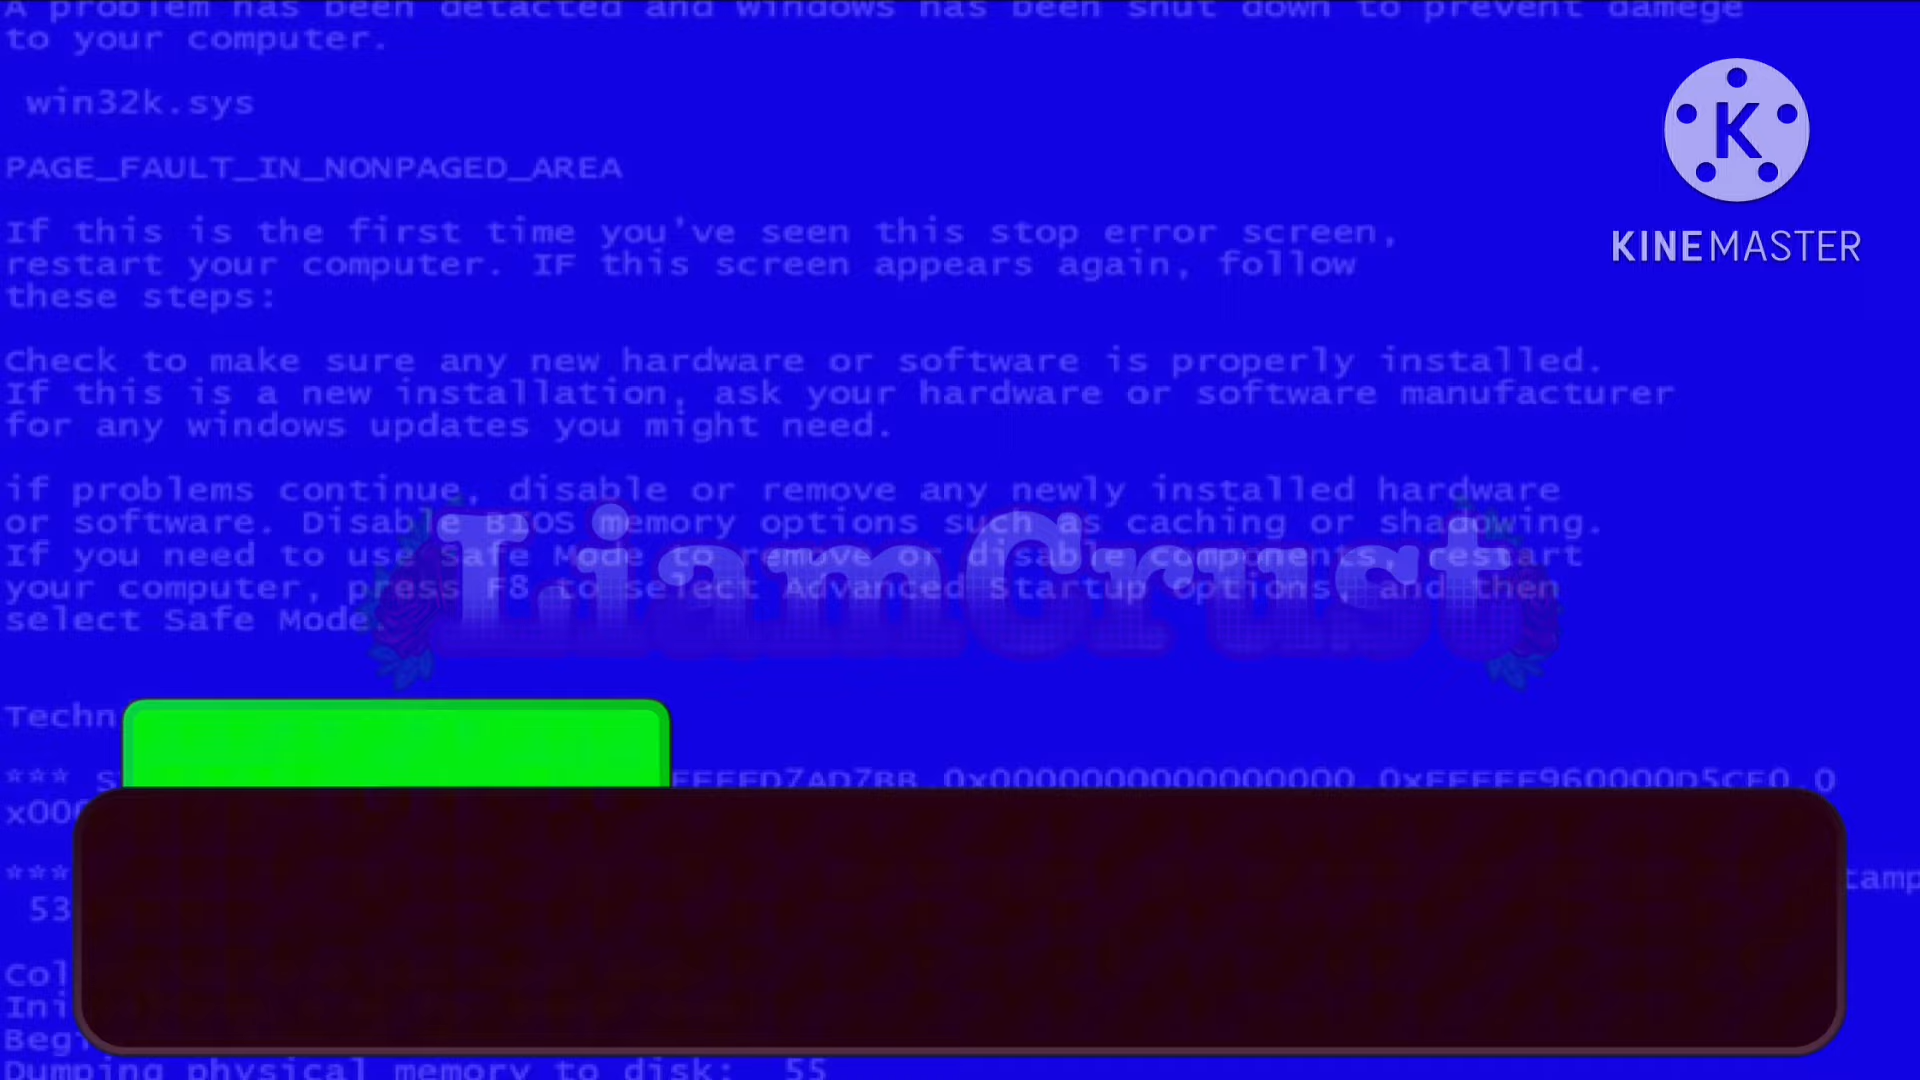 A problem has been detacted and windows has been shut down to prevent damege
to your computer.
win32k.sys
PAGE_FAULT_IN_NONPAGED_AREA
If this is the first time you've seen this stop error screen,
restart your computer. IF this screen appears again, follow
these steps:
Check to make sure any new hardware or software is properly installed.
If this is a new installation, ask your hardware or software manufacturer
for any windows updates you might need.
if problems continue, disable or remove any newly installed hardware
or software. Disable BIOS memory options such as caching or shadowing.
If you need to use Safe Mode to remove or disable components, restart
your computer, press F8 to select Advanced Startup Options, and then
select Safe Mode.
LiamCrust
Techn
*** 0x0000000000000000
x000
***
53
Col
Ini
Begi
Dumping physical memory to disk: 55
K
KINEMASTER